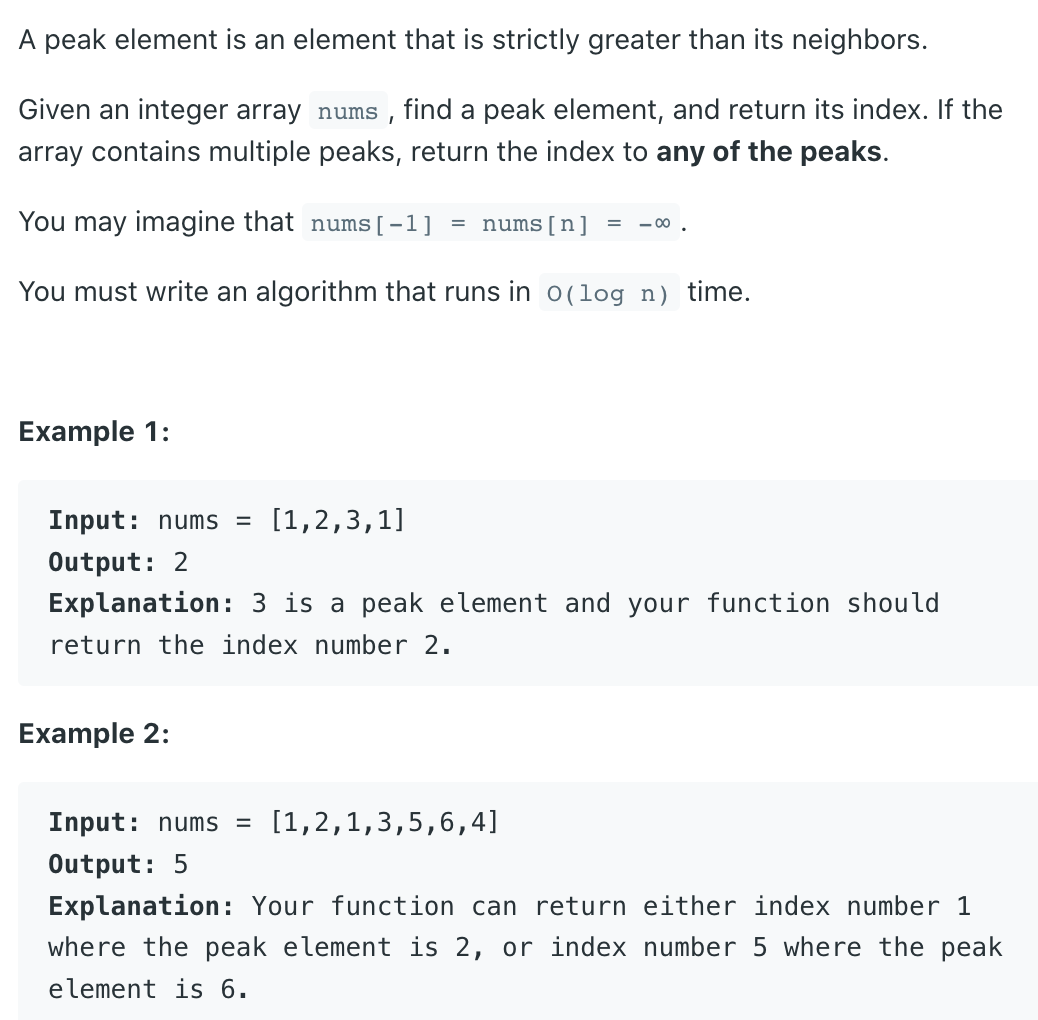 A peak element is an element that is strictly greater than its neighbors.
Given an integer array nums , find a peak element, and return its index. If the
array contains multiple peaks, return the index to any of the peaks.
You may imagine that nums[-1] = nums[n] = -∞ .
You must write an algorithm that runs in O(log n) time.
Example 1:
Input: nums = [1,2,3,1]
Output: 2
Explanation: 3 is a peak element and your function should
return the index number 2.
Example 2:
Input: nums = [1,2,1,3,5,6,4]
Output: 5
Explanation: Your function can return either index number 1
where the peak element is 2, or index number 5 where the peak
element is 6.